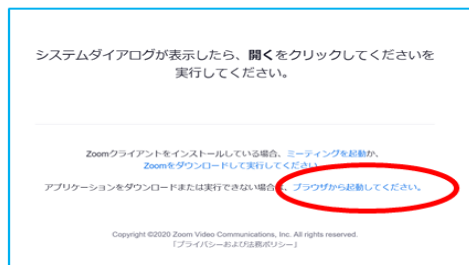 システムダイアログが表示したら、開くをクリックしてくださいを
実行してください。
Zoomクライアントをインストールしている場合、ミーティングを起動か、
Zoomをダウンロードして実行してください
アプリケーションをダウンロードまたは実行できない場合は、ブラウザから起動してください。
Copyright ©2020 Zoom Video Communications, Inc. All rights reserved.
「プライバシーおよび法務ポリシー」